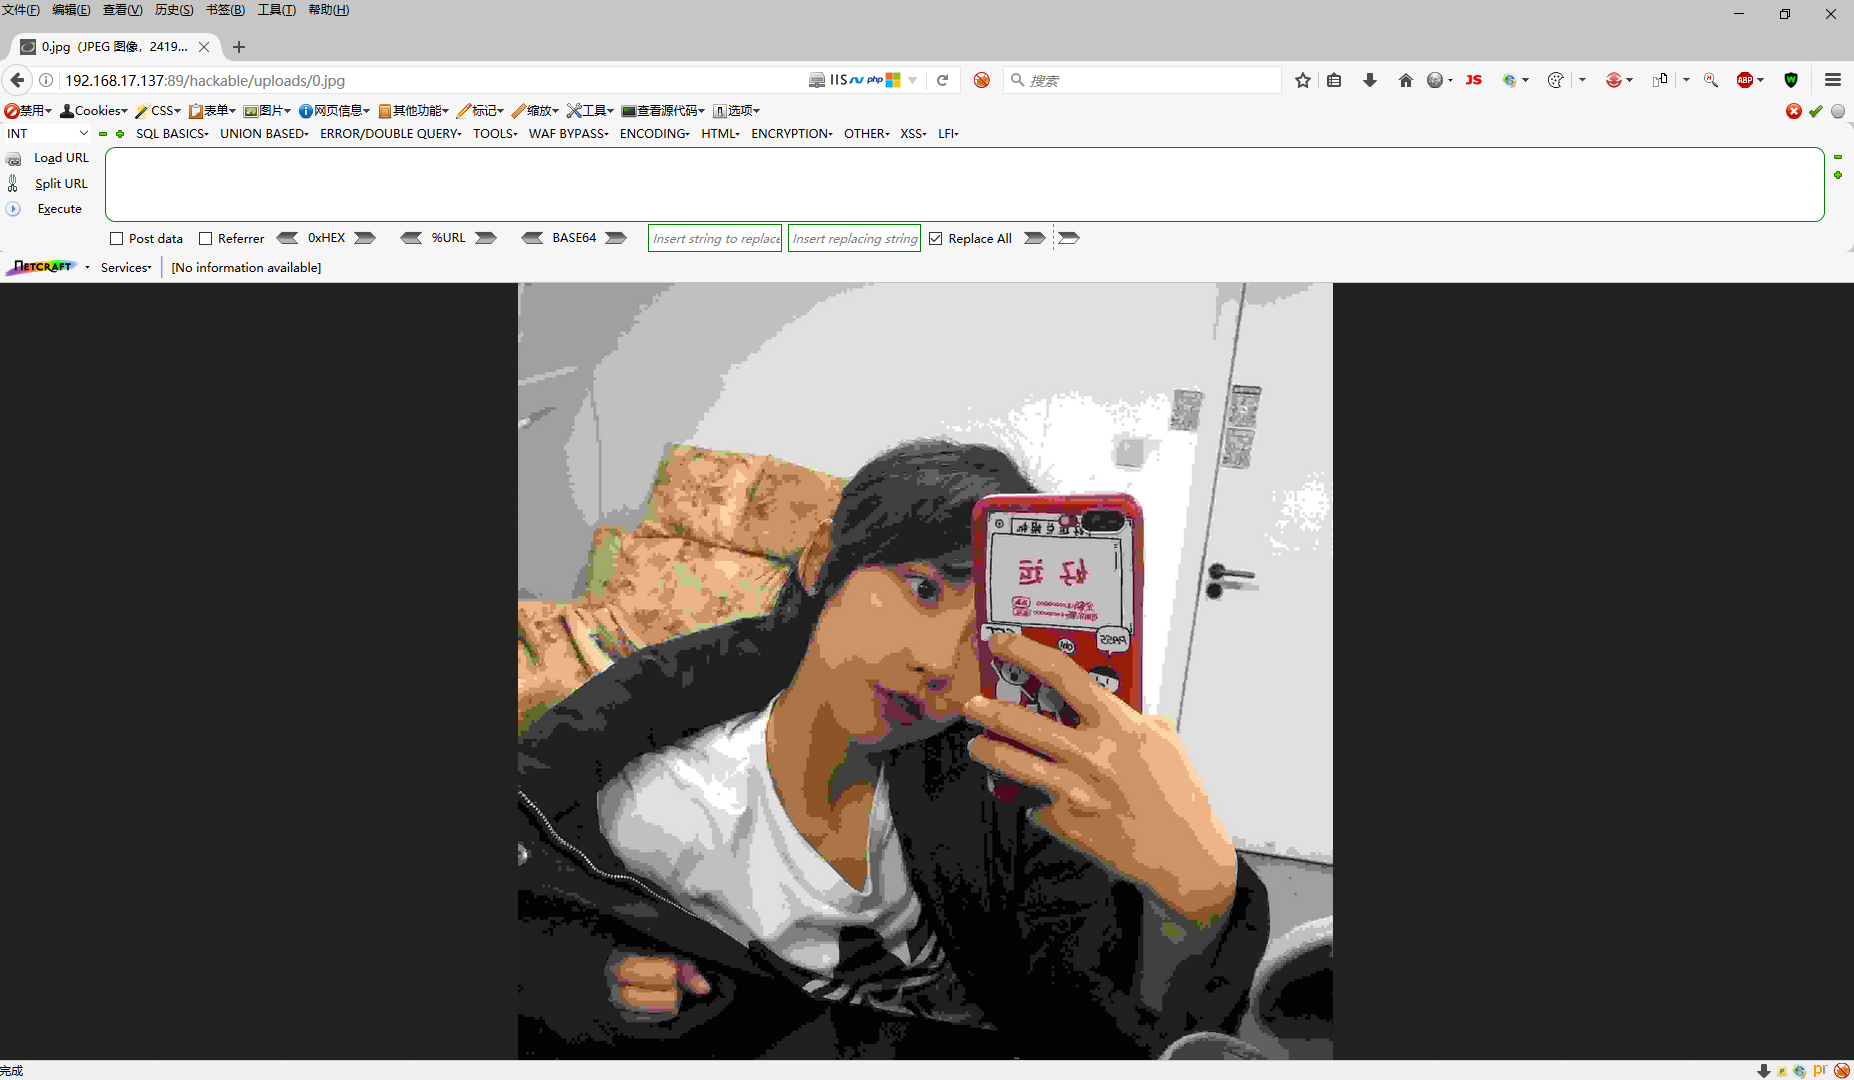 文件(F) 编辑(E) 查看(V) 历史(S) 书签(B) 工具(T) 帮助(H)
0.jpg (JPEG 图像，2419...
192.168.17.137:89/hackable/uploads/0.jpg IIS php 搜索 JS ABP W
禁用 Cookies CSS 表单 图片 网页信息 其他功能 标记 缩放 工具 查看源代码 选项
INT SQL BASICS UNION BASED ERROR/DOUBLE QUERY TOOLS WAF BYPASS ENCODING HTML ENCRYPTION OTHER XSS LFI
Load URL
Split URL
Execute
Post data Referrer 0xHEX %URL BASE64 Insert string to replace Insert replacing string Replace All
NETCRAFT Services [No information available]
好运
PASS
完成
pr